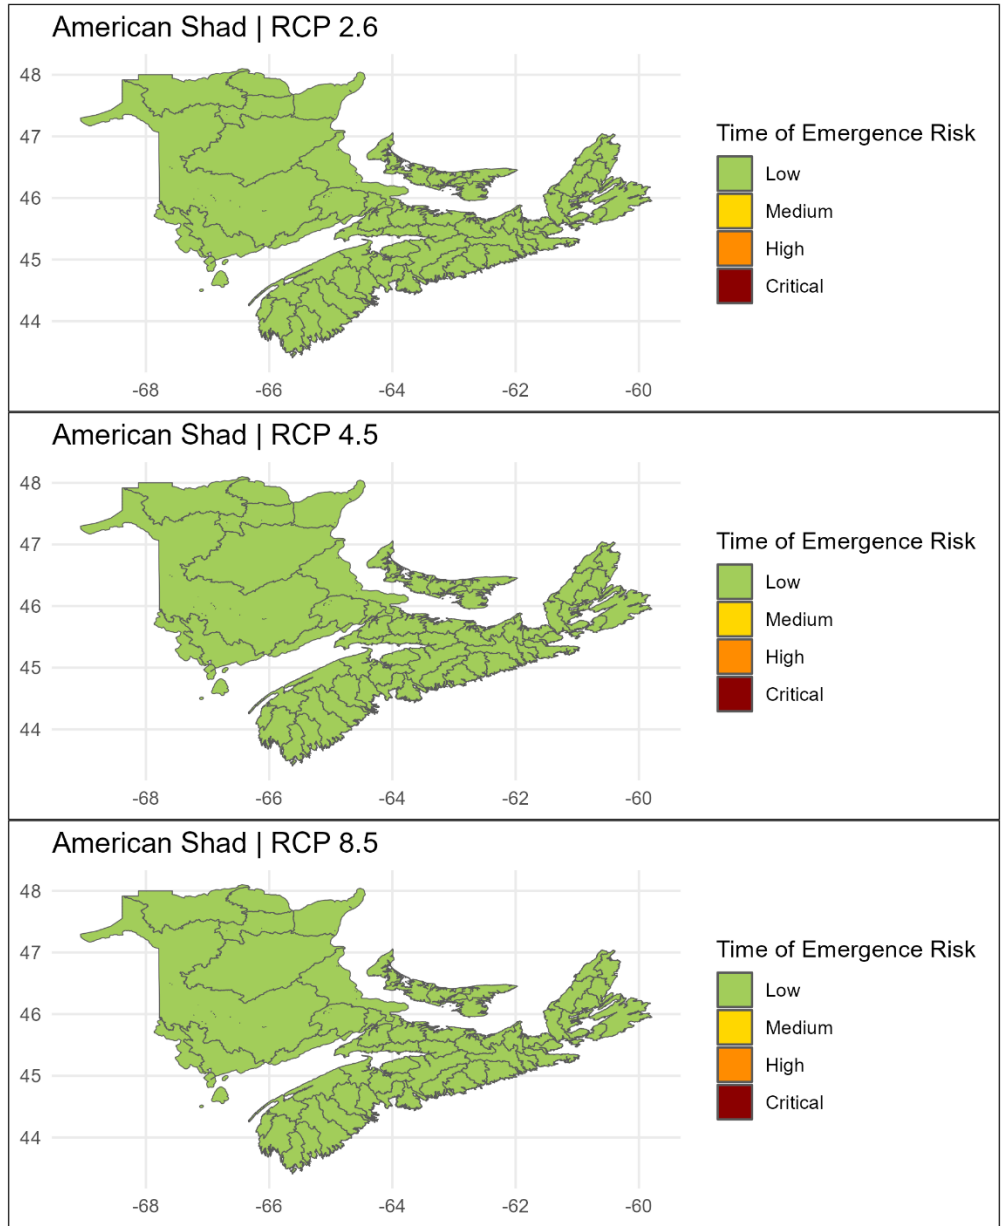 American Shad | RCP 2.6
48
47
46
45
44
-68
-66
-64
-62
-60
Time of Emergence Risk
Low
Medium
High
Critical
American Shad | RCP 4.5
48
47
46
45
44
-68
-66
-64
-62
-60
Time of Emergence Risk
Low
Medium
High
Critical
American Shad | RCP 8.5
48
47
46
45
44
-68
-66
-64
-62
-60
Time of Emergence Risk
Low
Medium
High
Critical